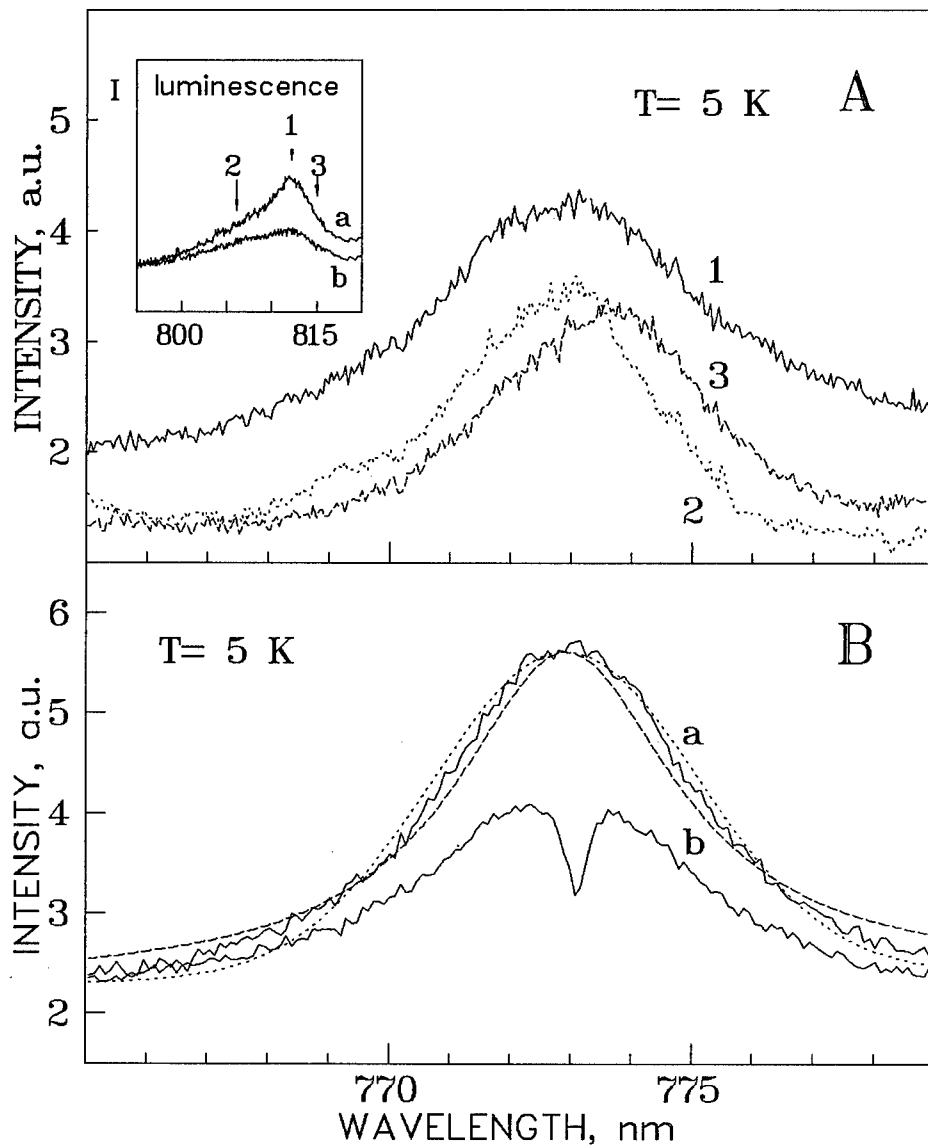 A
T= 5 K
I
luminescence
1
2
3
a
b
800
815
5
4
3
2
INTENSITY, a.u.
1
3
2
B
T= 5 K
6
5
4
3
2
INTENSITY, a.u.
a
b
770
775
WAVELENGTH, nm